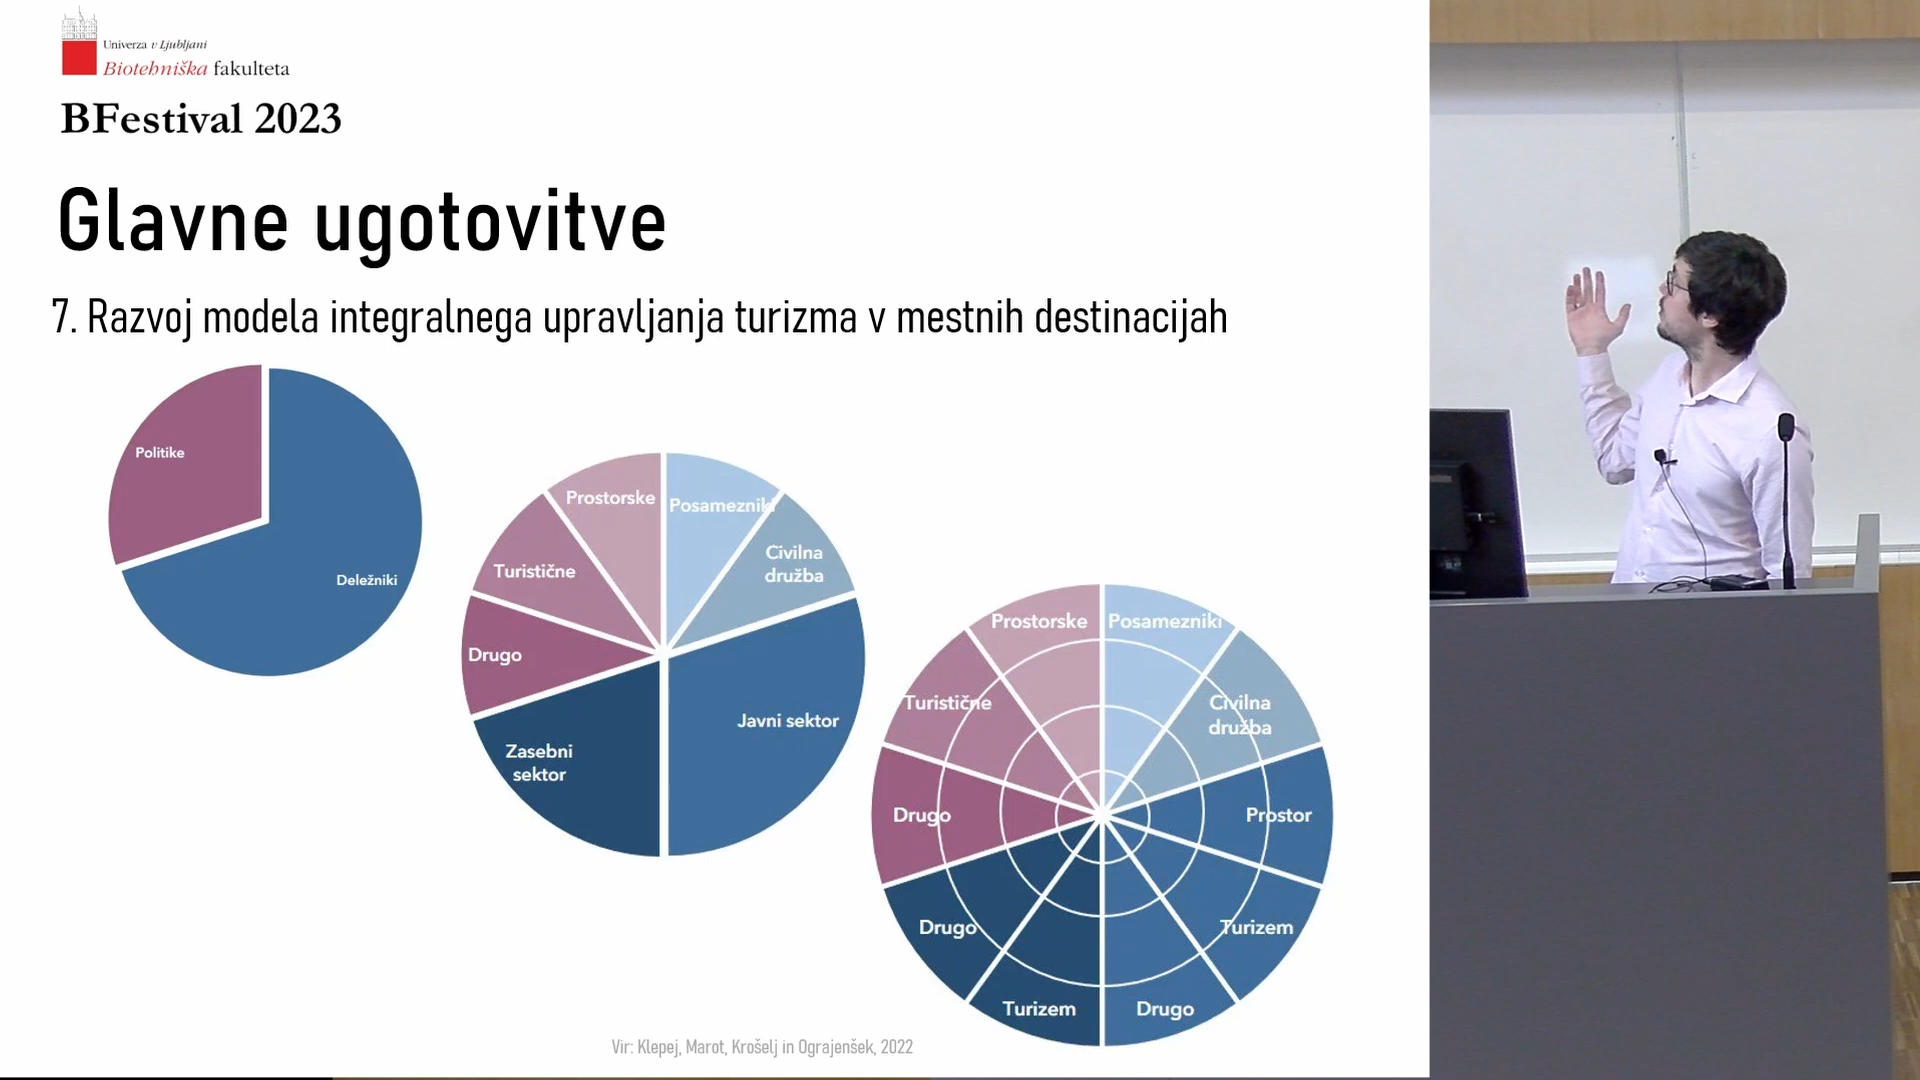 Univerza v Ljubljani
Biotehniška fakulteta
BFestival 2023
Glavne ugotovitve
7. Razvoj modela integralnega upravljanja turizma v mestnih destinacijah
Politike
Deležniki
Prostorske
Posamezniki
Turistične
Civilna
družba
Drugo
Javni sektor
Zasebni
sektor
Prostorske
Posamezniki
Turistične
Civilna
družba
Drugo
Prostor
Drugo
Turizem
Turizem
Drugo
Vir: Klepej, Marot, Krošelj in Ograjenšek, 2022